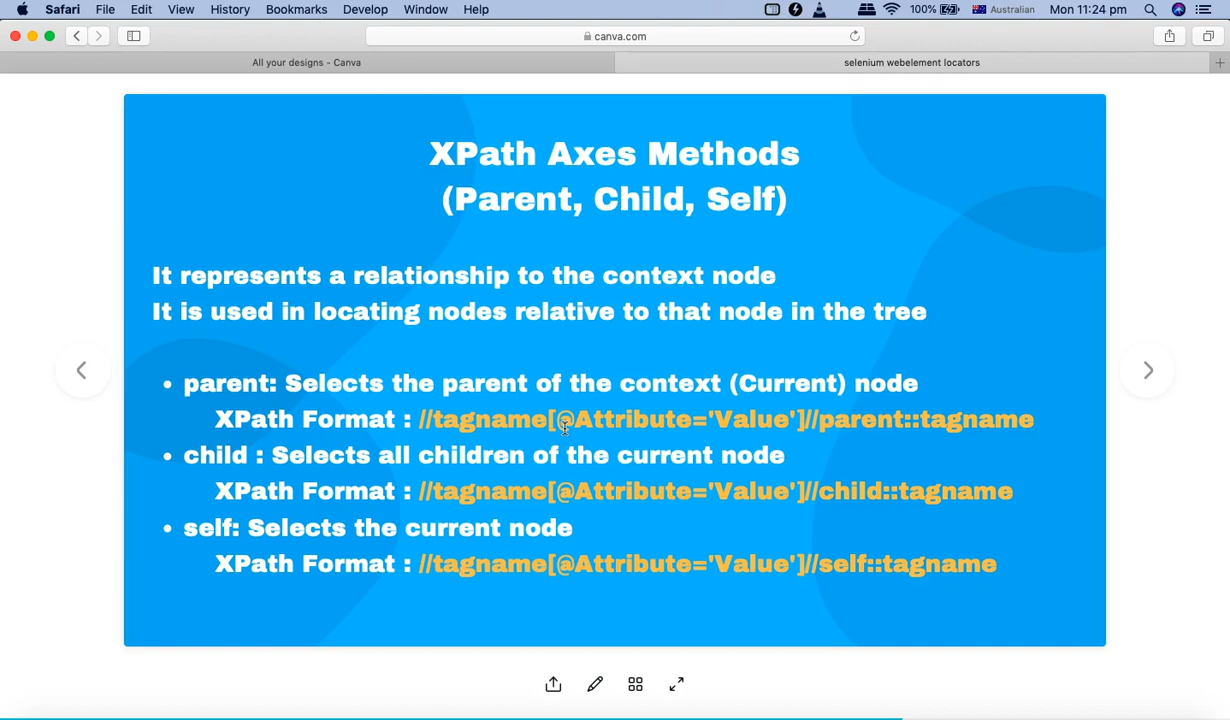 Safari File Edit View History Bookmarks Develop Window Help 100% Australian Mon 11:24 pm
canva.com
All your designs - Canva selenium webelement locators
XPath Axes Methods
(Parent, Child, Self)
It represents a relationship to the context node
It is used in locating nodes relative to that node in the tree
• parent: Selects the parent of the context (Current) node
XPath Format : //tagname[@Attribute='Value']//parent::tagname
• child : Selects all children of the current node
XPath Format : //tagname[@Attribute='Value']//child::tagname
• self: Selects the current node
XPath Format : //tagname[@Attribute='Value']//self::tagname